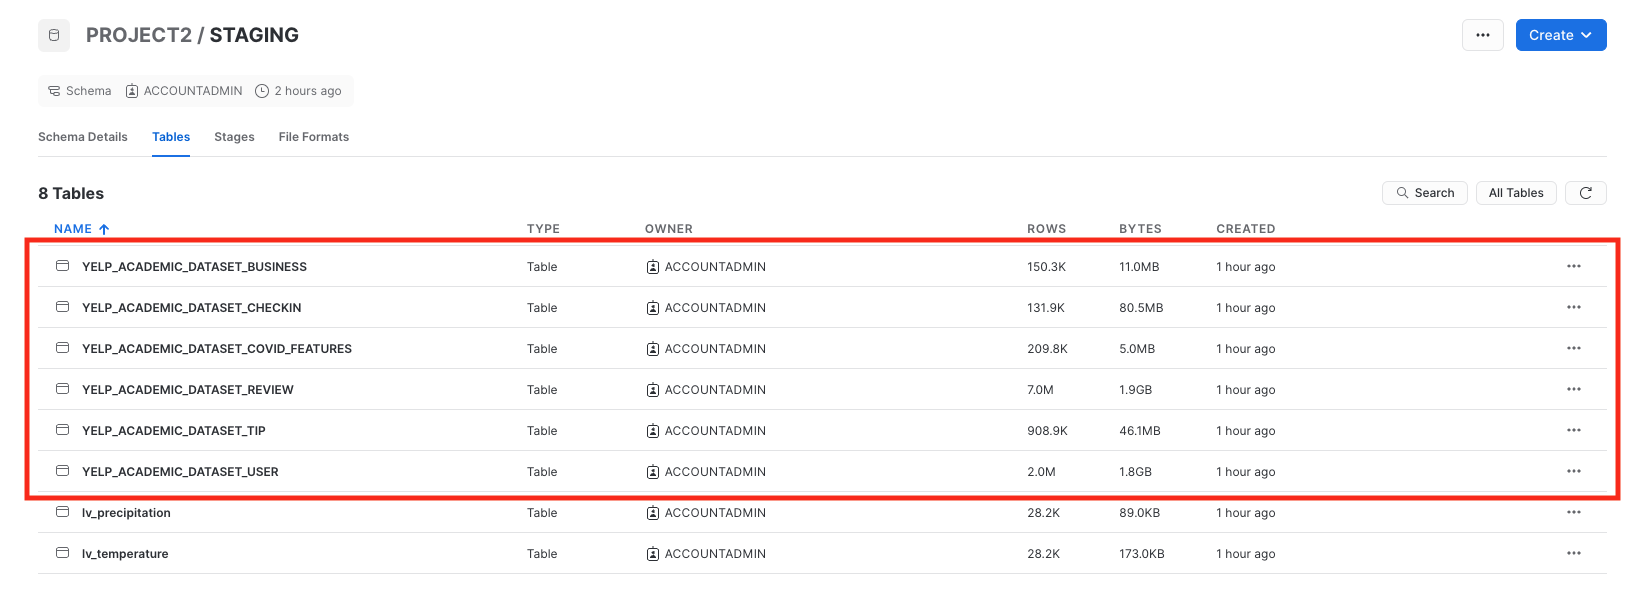 PROJECT2 / STAGING
... Create
Schema ACCOUNTADMIN 2 hours ago
Schema Details Tables Stages File Formats
8 Tables
Search All Tables
NAME TYPE OWNER ROWS BYTES CREATED
YELP_ACADEMIC_DATASET_BUSINESS Table ACCOUNTADMIN 150.3K 11.0MB 1 hour ago ...
YELP_ACADEMIC_DATASET_CHECKIN Table ACCOUNTADMIN 131.9K 80.5MB 1 hour ago ...
YELP_ACADEMIC_DATASET_COVID_FEATURES Table ACCOUNTADMIN 209.8K 5.0MB 1 hour ago ...
YELP_ACADEMIC_DATASET_REVIEW Table ACCOUNTADMIN 7.0M 1.9GB 1 hour ago ...
YELP_ACADEMIC_DATASET_TIP Table ACCOUNTADMIN 908.9K 46.1MB 1 hour ago ...
YELP_ACADEMIC_DATASET_USER Table ACCOUNTADMIN 2.0M 1.8GB 1 hour ago ...
lv_precipitation Table ACCOUNTADMIN 28.2K 89.0KB 1 hour ago ...
lv_temperature Table ACCOUNTADMIN 28.2K 173.0KB 1 hour ago ...